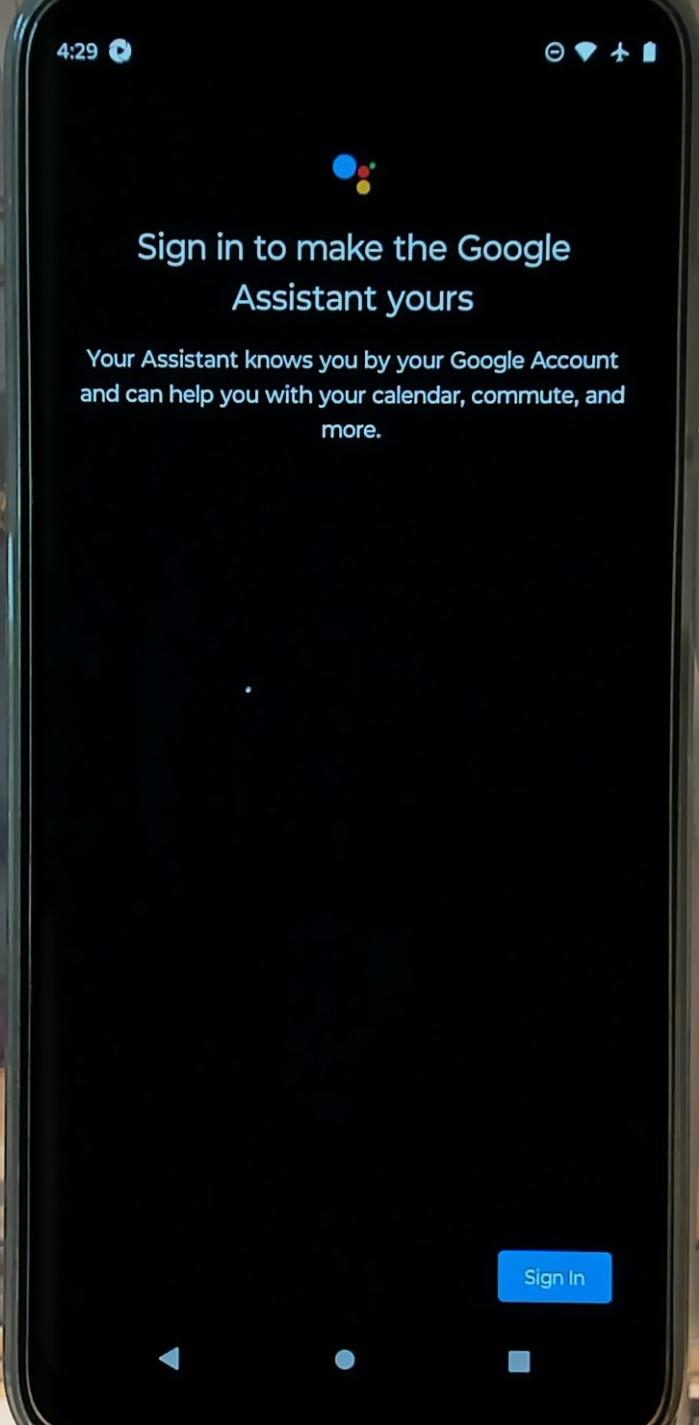 4:29
Sign in to make the Google
Assistant yours
Your Assistant knows you by your Google Account
and can help you with your calendar, commute, and
more.
Sign In